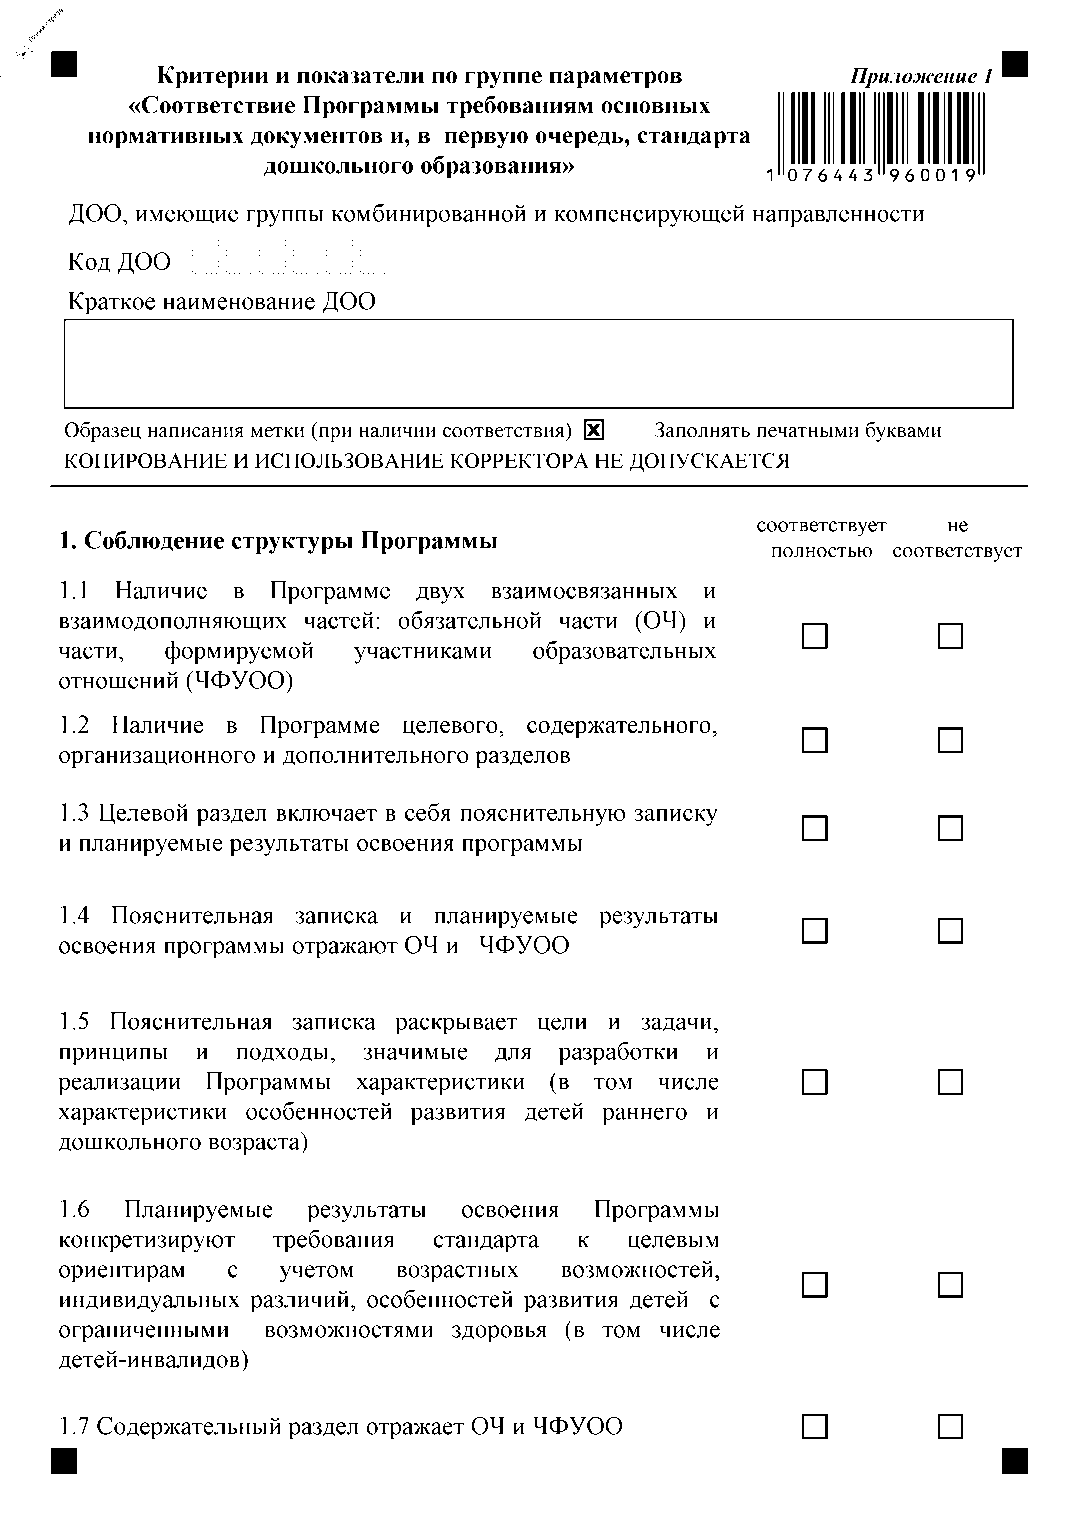 Критерии и показатели по группе параметров
«Соответствие Программы требованиям основных
нормативных документов и, в первую очередь, стандарта
дошкольного образования»
Приложение 1
1 076443 960019
ДОО, имеющие группы комбинированной и компенсирующей направленности
Код ДОО
Краткое наименование ДОО
Образец написания метки (при наличии соответствия) x Заполнять печатными буквами
КОПИРОВАНИЕ И ИСПОЛЬЗОВАНИЕ КОРРЕКТОРА НЕ ДОПУСКАЕТСЯ
1. Соблюдение структуры Программы
соответствует полностью
не соответствует
1.1 Наличие в Программе двух взаимосвязанных и
взаимодополняющих частей: обязательной части (ОЧ) и
части, формируемой участниками образовательных
отношений (ЧФУОО)
1.2 Наличие в Программе целевого, содержательного,
организационного и дополнительного разделов
1.3 Целевой раздел включает в себя пояснительную записку
и планируемые результаты освоения программы
1.4 Пояснительная записка и планируемые результаты
освоения программы отражают ОЧ и ЧФУОО
1.5 Пояснительная записка раскрывает цели и задачи,
принципы и подходы, значимые для разработки и
реализации Программы характеристики (в том числе
характеристики особенностей развития детей раннего и
дошкольного возраста)
1.6 Планируемые результаты освоения Программы
конкретизируют требования стандарта к целевым
ориентирам с учетом возрастных возможностей,
индивидуальных различий, особенностей развития детей с
ограниченными возможностями здоровья (в том числе
детей-инвалидов)
1.7 Содержательный раздел отражает ОЧ и ЧФУОО